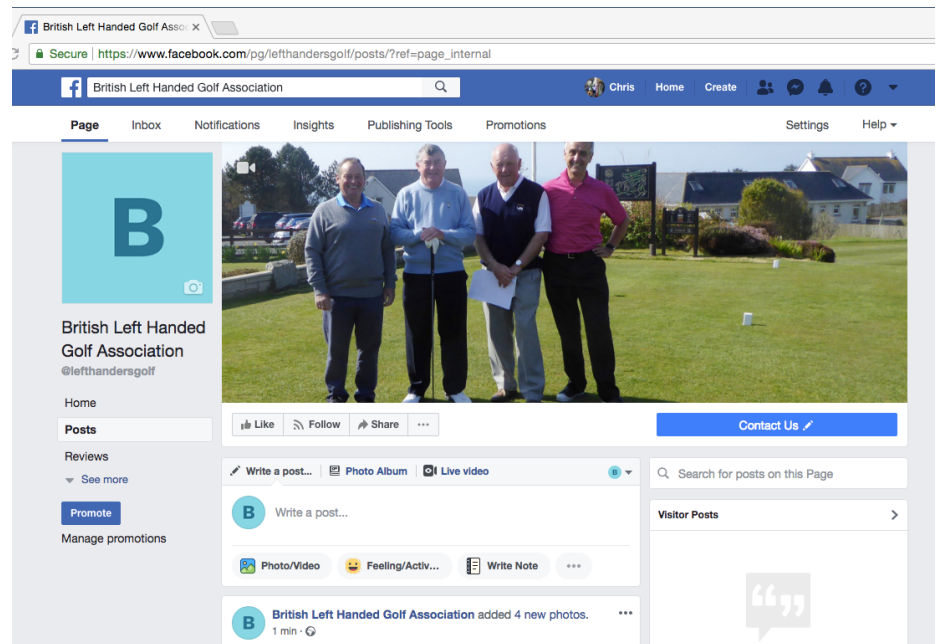 British Left Handed Golf Assoc
Secure | https://www.facebook.com/pg/lefthandersgolf/posts/?ref=page_internal
f British Left Handed Golf Association Chris Home Create
Page Inbox Notifications Insights Publishing Tools Promotions Settings Help
B
British Left Handed
Golf Association
@lefthandersgolf
Home
Posts
Reviews
See more
Promote
Manage promotions
Like Follow Share ... Contact Us
Write a post... Photo Album Live video B
B Write a post...
Photo/Video Feeling/Activ... Write Note ...
B British Left Handed Golf Association added 4 new photos. ...
1 min ·
Search for posts on this Page
Visitor Posts